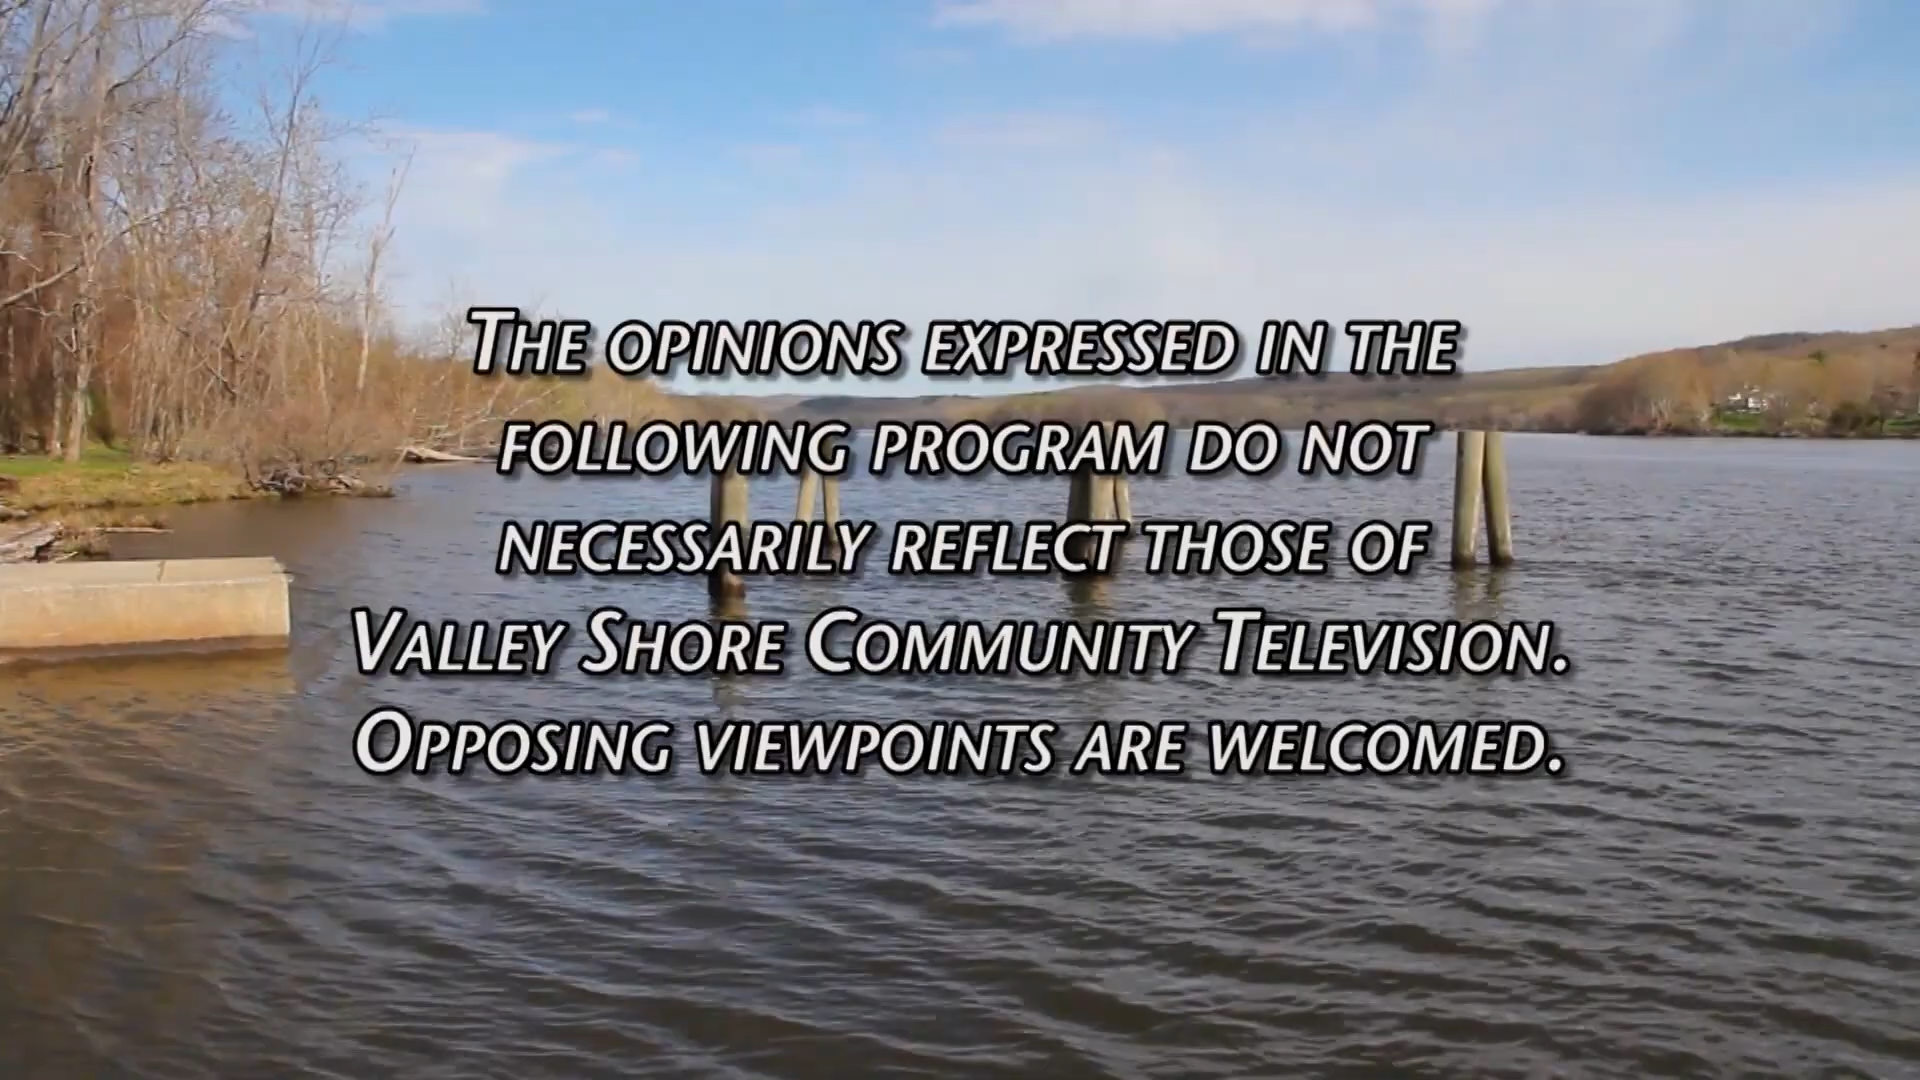 The opinions expressed in the
following program do not
necessarily reflect those of
Valley Shore Community Television.
Opposing viewpoints are welcomed.